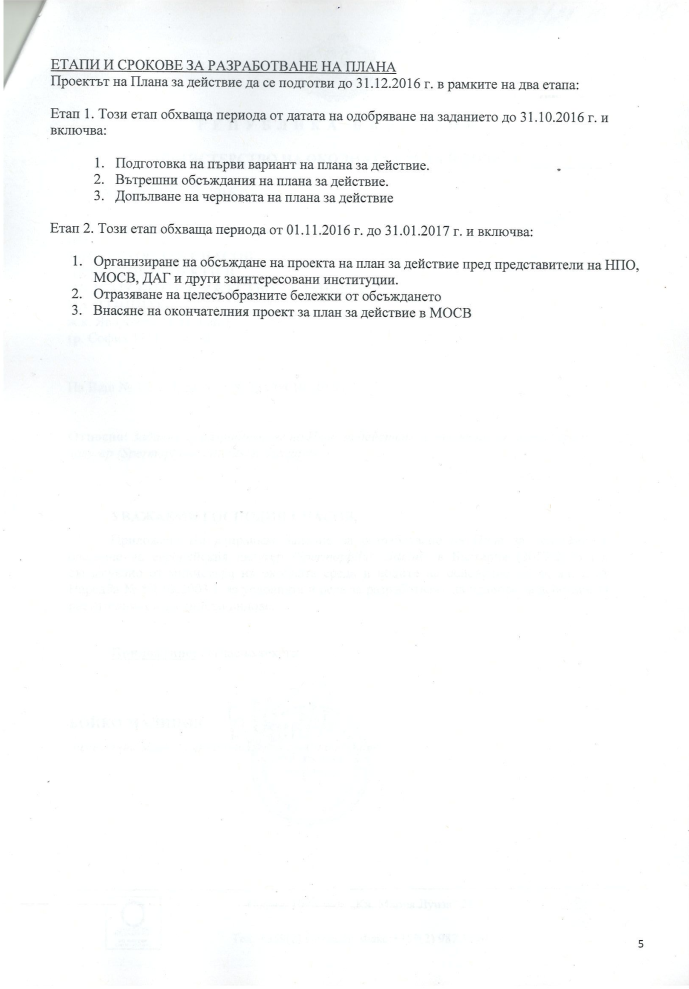 ЕТАПИ И СРОКОВЕ ЗА РАЗРАБОТВАНЕ НА ПЛАНА
Проектът на Плана за действие да се подготви до 31.12.2016 г. в рамките на два етапа:
Етап 1. Този етап обхваща периода от датата на одобряване на заданието до 31.10.2016 г. и
включва:
1. Подготовка на първи вариант на плана за действие.
2. Вътрешни обсъждания на плана за действие.
3. Допълване на черновата на плана за действие
Етап 2. Този етап обхваща периода от 01.11.2016 г. до 31.01.2017 г. и включва:
1. Организиране на обсъждане на проекта на план за действие пред представители на НПО,
МОСВ, ДАГ и други заинтересовани институции.
2. Отразяване на целесъобразните бележки от обсъждането
3. Внасяне на окончателния проект за план за действие в МОСВ
5